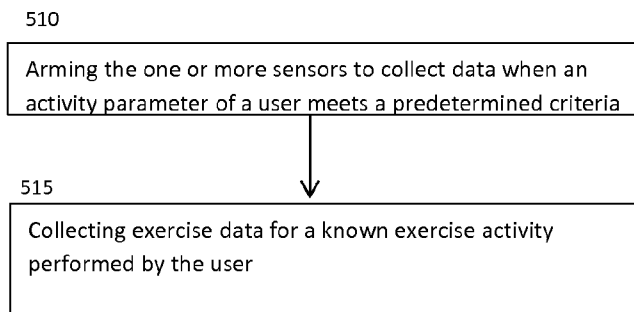 510
Arming the one or more sensors to collect data when an
activity parameter of a user meets a predetermined criteria
515
Collecting exercise data for a known exercise activity
performed by the user